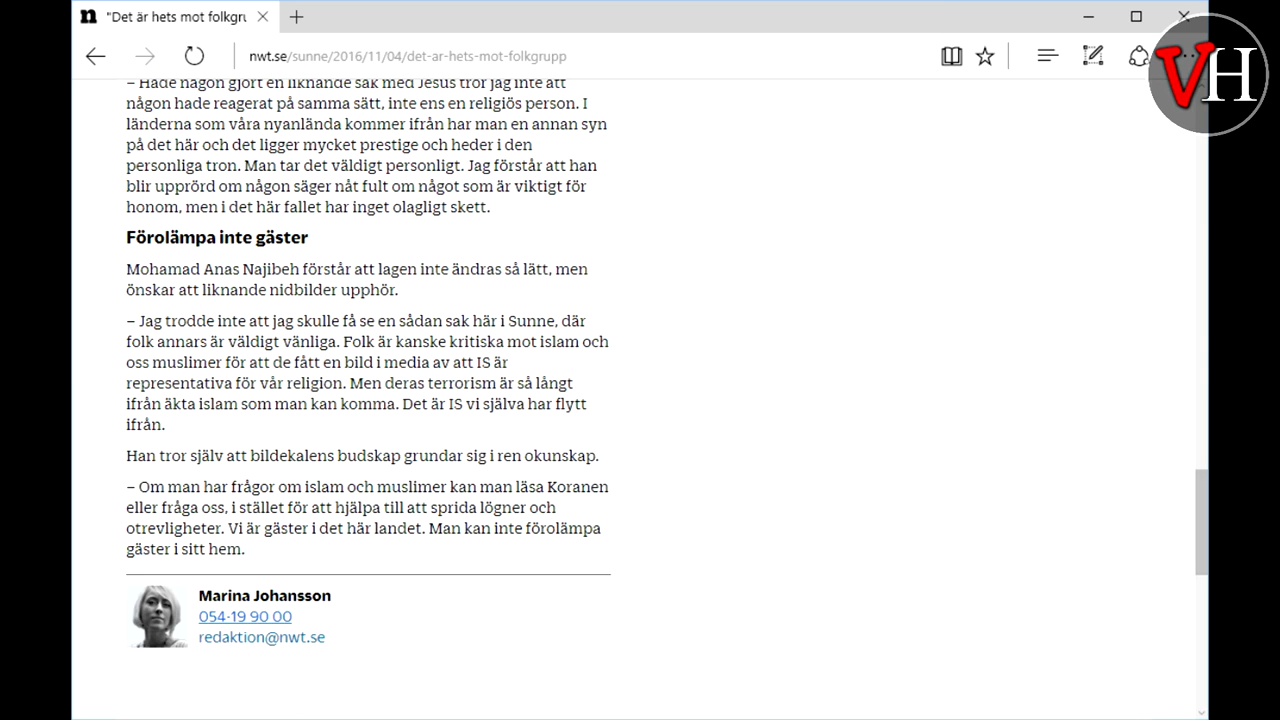 n "Det är hets mot folkgru
nwt.se/sunne/2016/11/04/det-ar-hets-mot-folkgrupp
VH
– Hade någon gjort en liknande sak med Jesus tror jag inte att
någon hade reagerat på samma sätt, inte ens en religiös person. I
länderna som våra nyanlända kommer ifrån har man en annan syn
på det här och det ligger mycket prestige och heder i den
personliga tron. Man tar det väldigt personligt. Jag förstår att han
blir upprörd om någon säger nåt fult om något som är viktigt för
honom, men i det här fallet har inget olagligt skett.
Förolämpa inte gäster
Mohamad Anas Najibeh förstår att lagen inte ändras så lätt, men
önskar att liknande nidbilder upphör.
– Jag trodde inte att jag skulle få se en sådan sak här i Sunne, där
folk annars är väldigt vänliga. Folk är kanske kritiska mot islam och
oss muslimer för att de fått en bild i media av att IS är
representativa för vår religion. Men deras terrorism är så långt
ifrån äkta islam som man kan komma. Det är IS vi själva har flytt
ifrån.
Han tror själv att bildekalens budskap grundar sig i ren okunskap.
– Om man har frågor om islam och muslimer kan man läsa Koranen
eller fråga oss, i stället för att hjälpa till att sprida lögner och
otrevligheter. Vi är gäster i det här landet. Man kan inte förolämpa
gäster i sitt hem.
Marina Johansson
054-19 90 00
redaktion@nwt.se